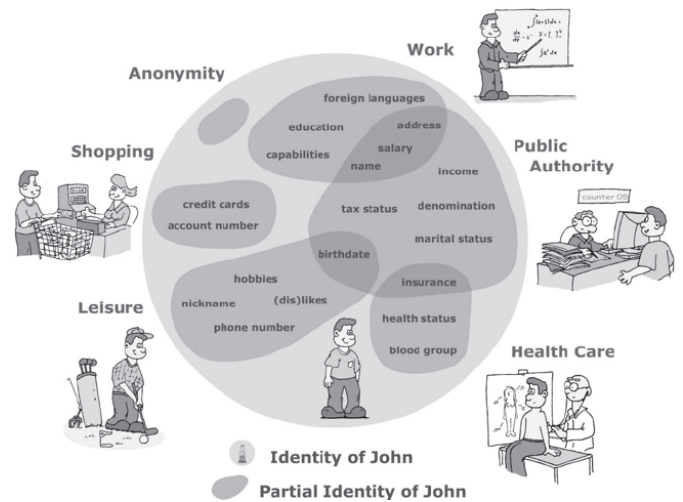 Work
Anonymity
foreign languages
education
address
capabilities
salary
name
Shopping
Public
Authority
income
counter 05
credit cards
account number
tax status
denomination
marital status
birthdate
hobbies
insurance
nickname
(dis)likes
phone number
Leisure
health status
blood group
Health Care
Identity of John
Partial Identity of John